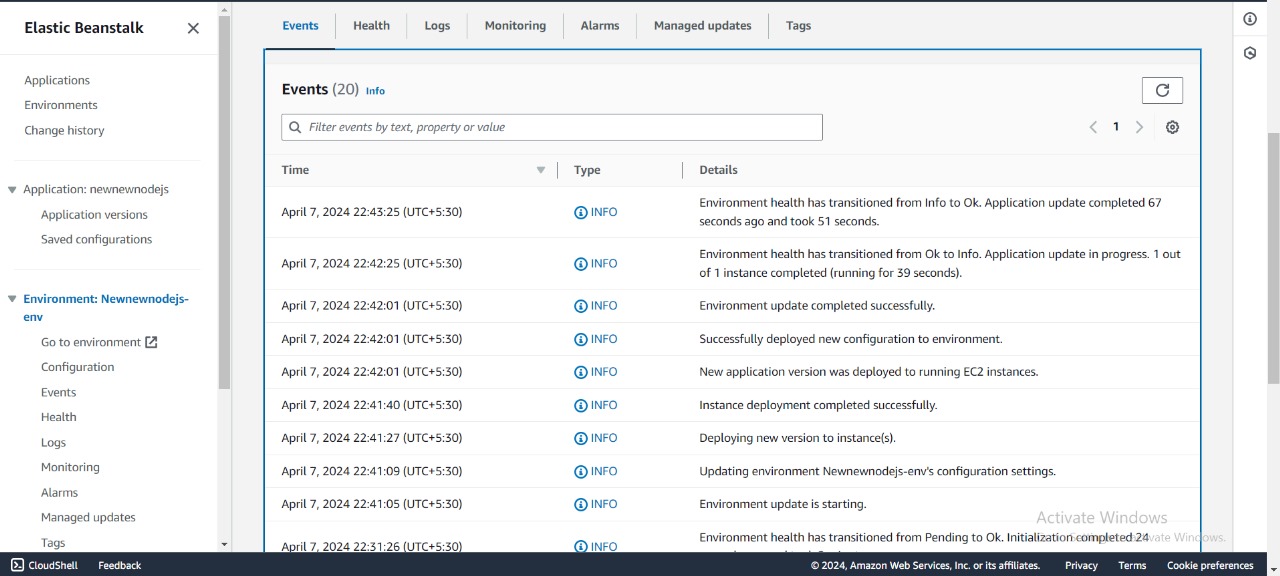 Elastic Beanstalk
Applications
Environments
Change history
Application: newnewnodejs
Application versions
Saved configurations
Environment: Newnewnodejs-
env
Go to environment
Configuration
Events
Health
Logs
Monitoring
Alarms
Managed updates
Tags
Events Health Logs Monitoring Alarms Managed updates Tags
Events (20) Info
Filter events by text, property or value
1
Time Type Details
April 7, 2024 22:43:25 (UTC+5:30) INFO Environment health has transitioned from Info to Ok. Application update completed 67
seconds ago and took 51 seconds.
April 7, 2024 22:42:25 (UTC+5:30) INFO Environment health has transitioned from Ok to Info. Application update in progress. 1 out
of 1 instance completed (running for 39 seconds).
April 7, 2024 22:42:01 (UTC+5:30) INFO Environment update completed successfully.
April 7, 2024 22:42:01 (UTC+5:30) INFO Successfully deployed new configuration to environment.
April 7, 2024 22:42:01 (UTC+5:30) INFO New application version was deployed to running EC2 instances.
April 7, 2024 22:41:40 (UTC+5:30) INFO Instance deployment completed successfully.
April 7, 2024 22:41:27 (UTC+5:30) INFO Deploying new version to instance(s).
April 7, 2024 22:41:09 (UTC+5:30) INFO Updating environment Newnewnodejs-env's configuration settings.
April 7, 2024 22:41:05 (UTC+5:30) INFO Environment update is starting.
April 7, 2024 22:31:26 (UTC+5:30) INFO Environment health has transitioned from Pending to Ok. Initialization completed 24
Activate Windows
CloudShell Feedback © 2024, Amazon Web Services, Inc. or its affiliates. Privacy Terms Cookie preferences